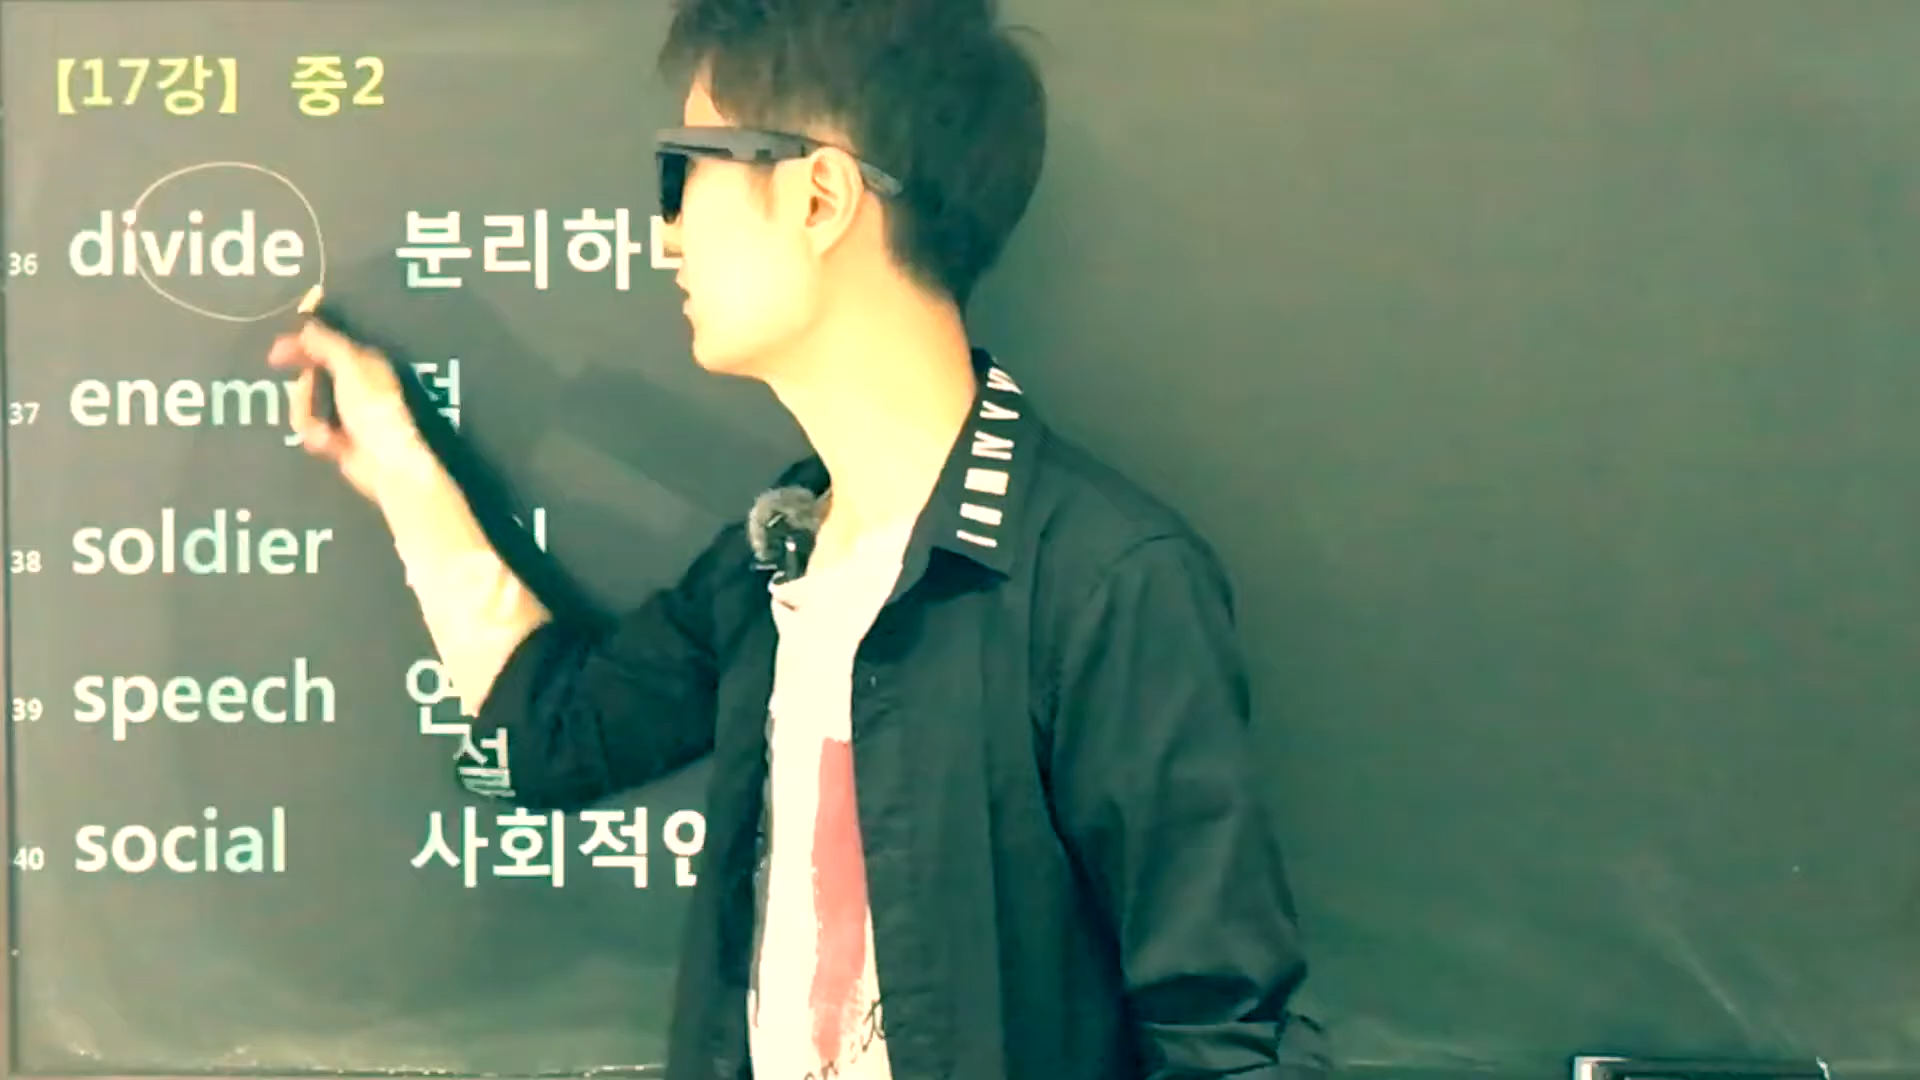 【17강】 중2
36 divide 분리하
37 enemy 적
38 soldier
39 speech 연
설
40 social 사회적인